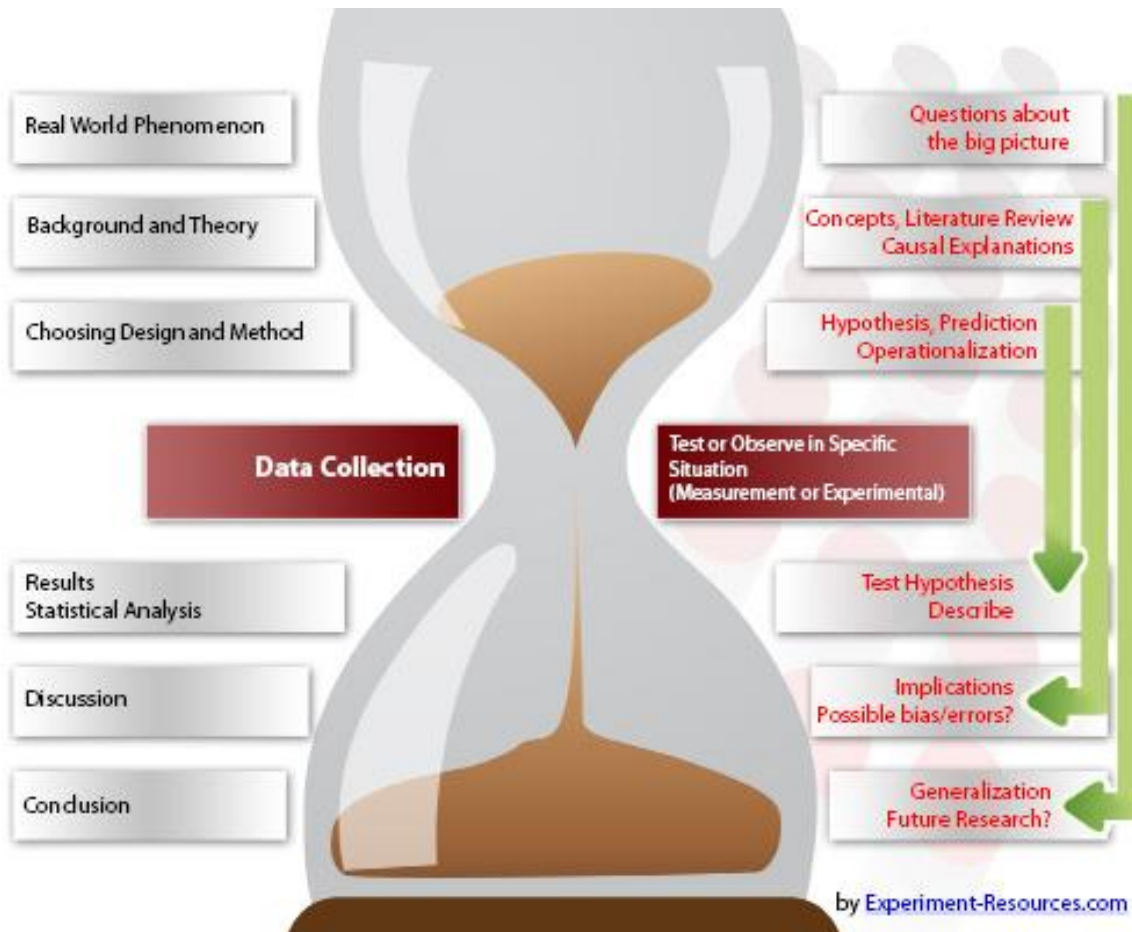 Real World Phenomenon
Questions about
the big picture
Background and Theory
Concepts, Literature Review
Causal Explanations
Choosing Design and Method
Hypothesis, Prediction
Operationalization
Data Collection
Test or Observe in Specific
Situation
(Measurement or Experimental)
Results
Statistical Analysis
Test Hypothesis
Describe
Discussion
Implications
Possible bias/errors?
Conclusion
Generalization
Future Research?
by Experiment-Resources.com